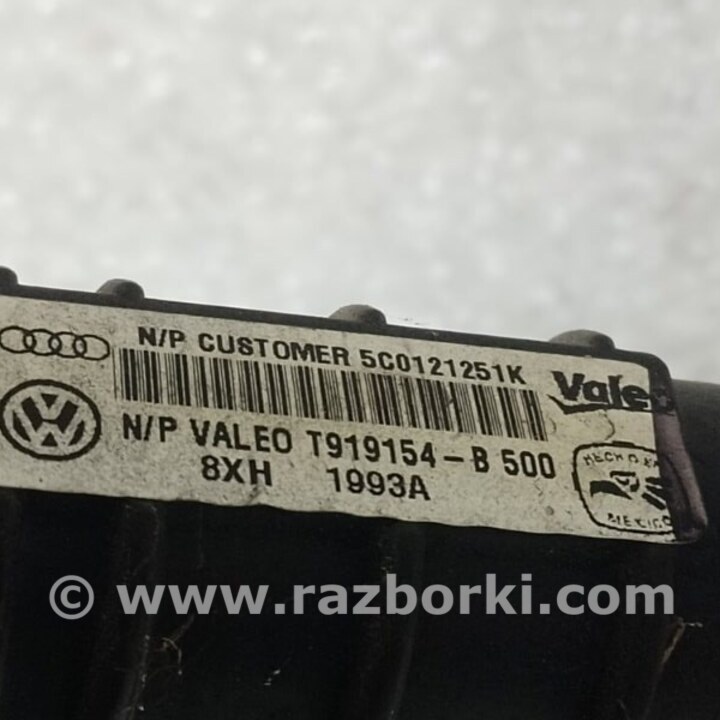 N/P CUSTOMER 5C0121251K
Valeo
N/P VALEO T919154-B 500
8XH 1993A
HECHO EN
MEXICO
© www.razborki.com